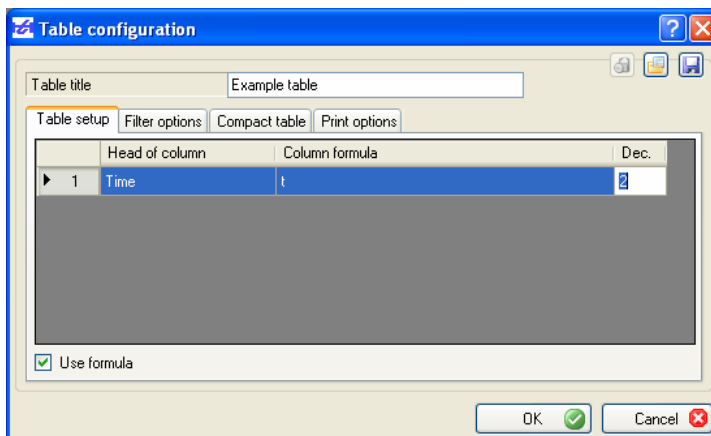 Table configuration
Table title Example table
Table setup Filter options Compact table Print options
Head of column Column formula Dec.
1 Time t 2
Use formula
OK Cancel